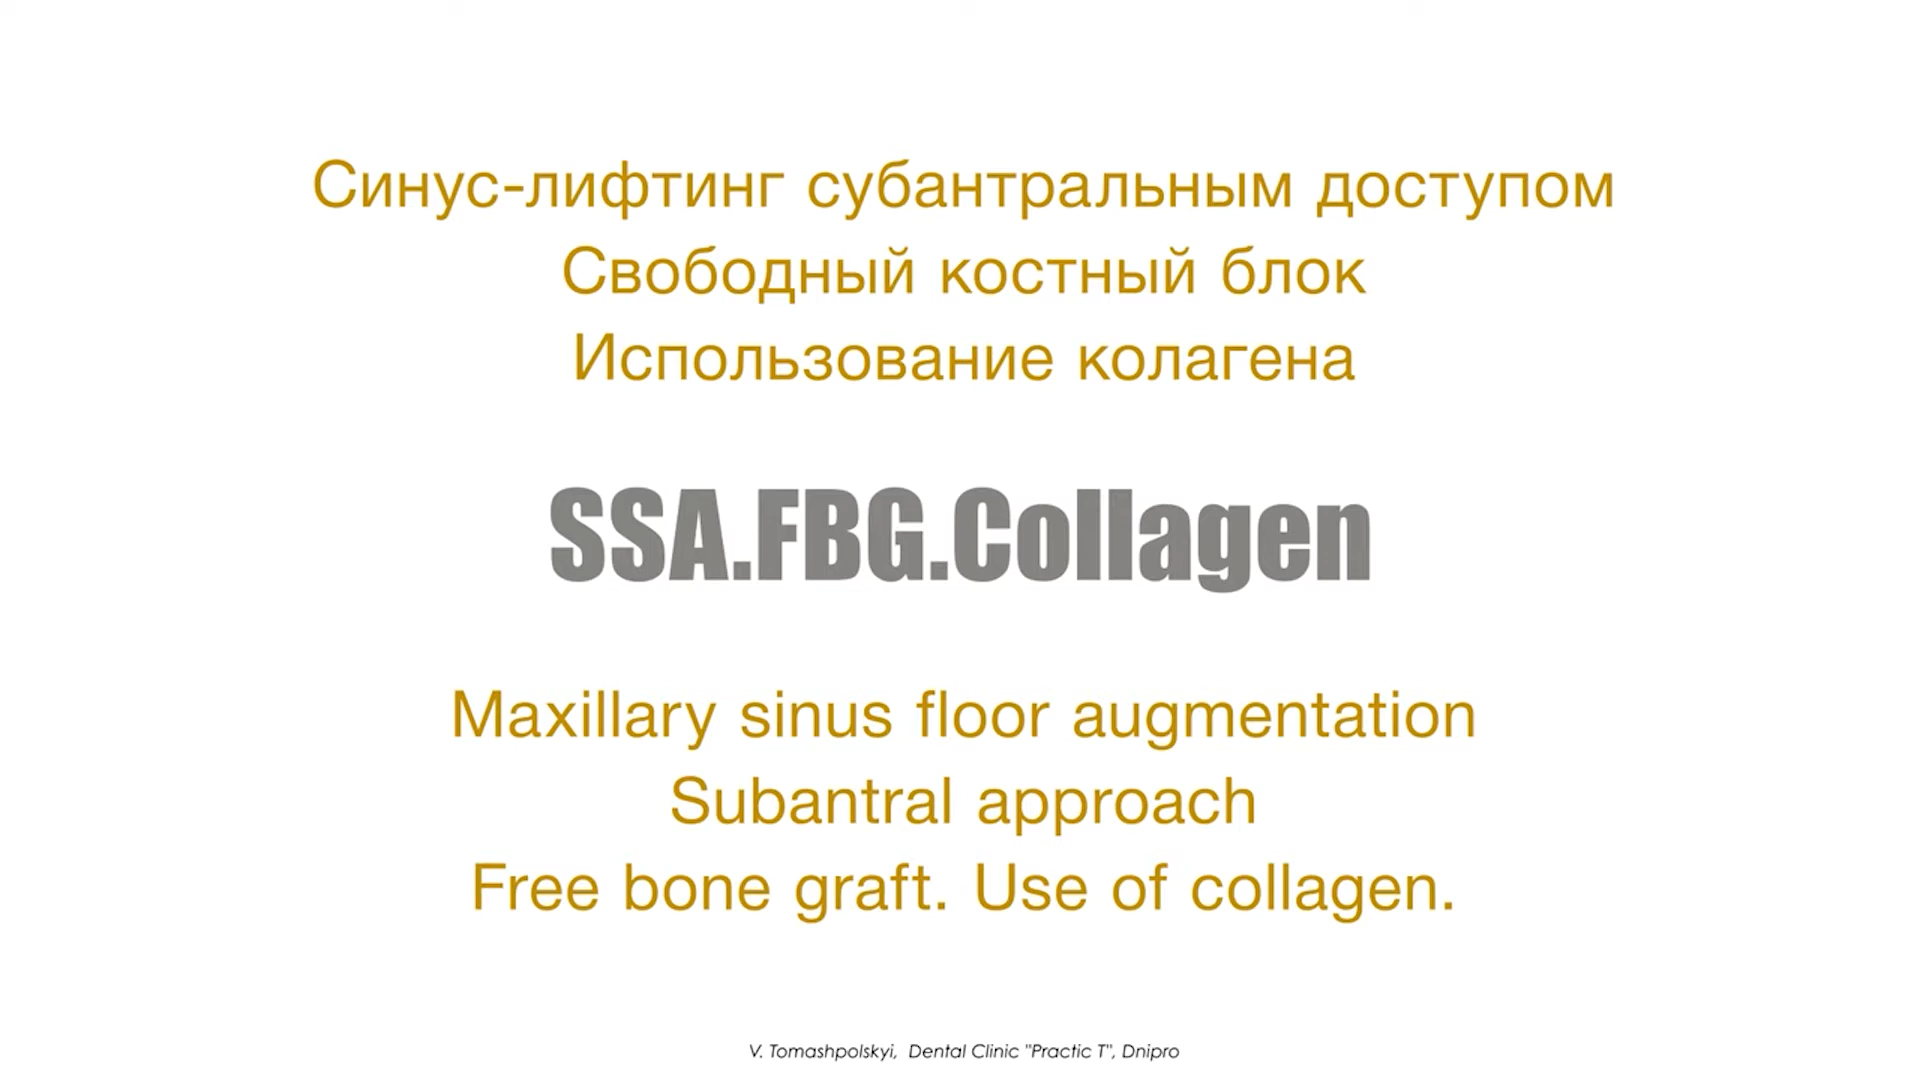 Синус-лифтинг субантральным доступом
Свободный костный блок
Использование колагена
SSA.FBG.Collagen
Maxillary sinus floor augmentation
Subantral approach
Free bone graft. Use of collagen.
V. Tomashpolskyi, Dental Clinic "Practic T", Dnipro